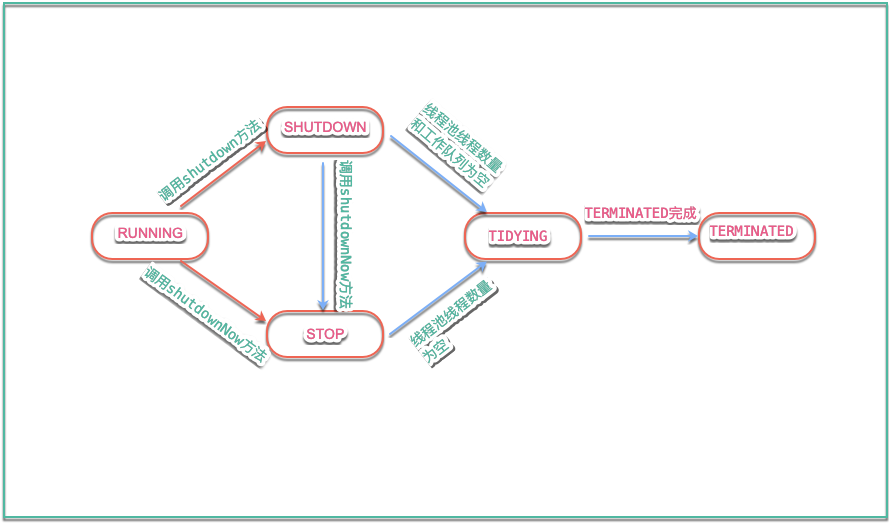 SHUTDOWN
调用shutdown方法
线程池线程数量
和工作队列为空
调用shutdownNow方法
RUNNING
TIDYING
TERMINATED完成
TERMINATED
调用shutdownNow方法
STOP
线程池线程数量
为空